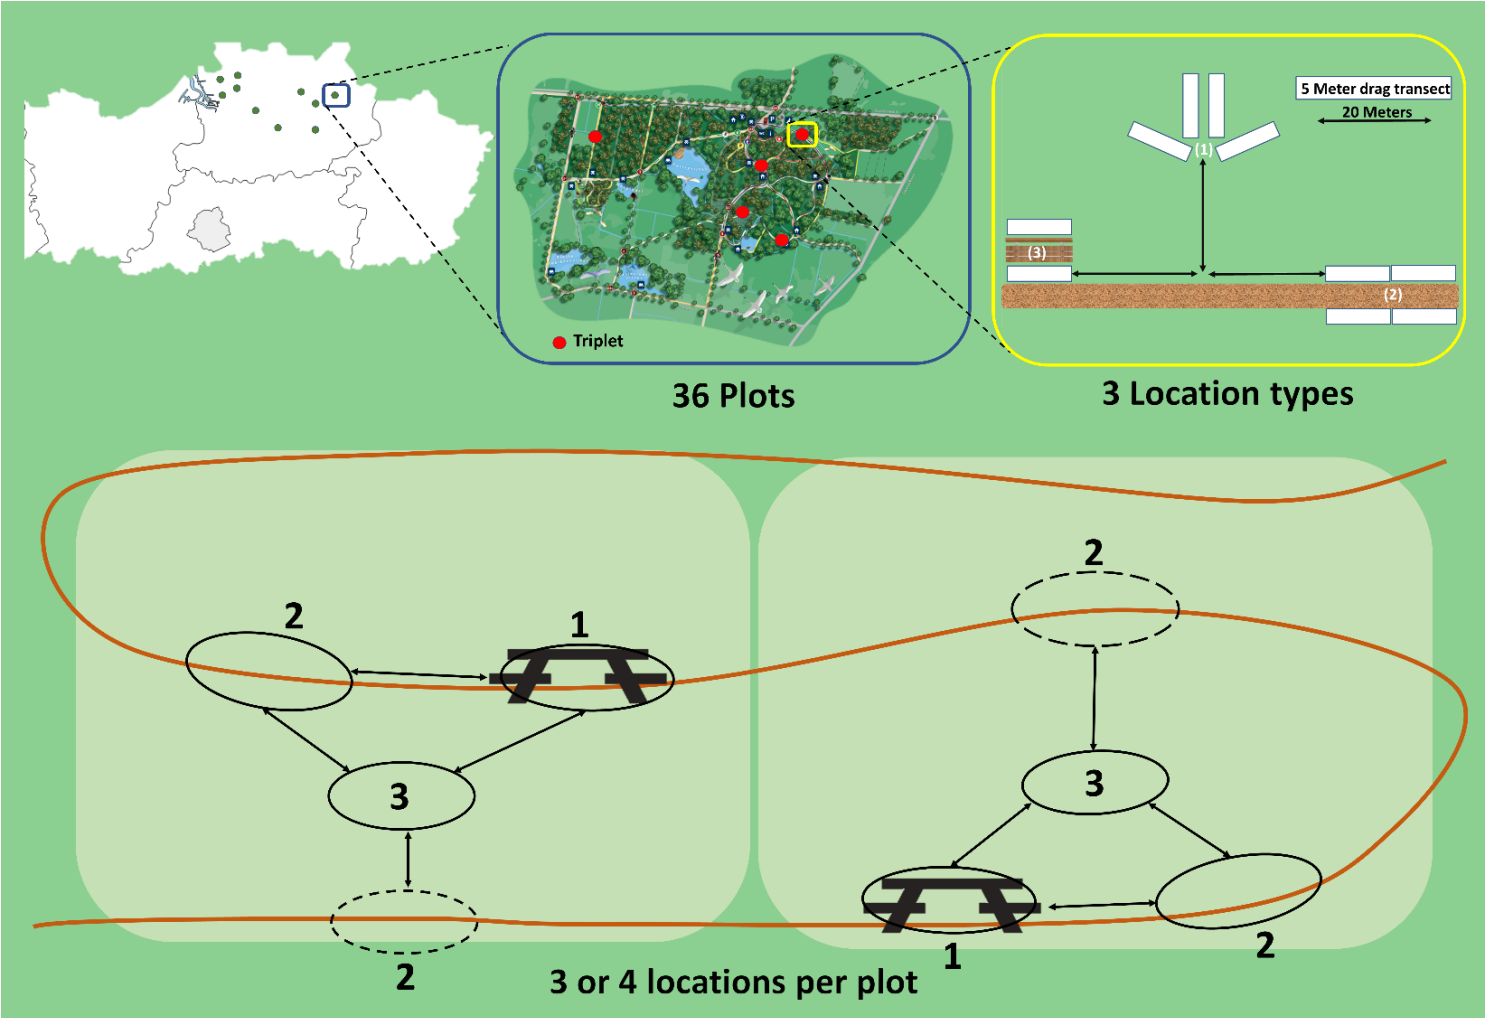 5 Meter drag transect
20 Meters
(1)
(3)
(2)
Triplet
36 Plots
3 Location types
2
2
1
3
3
2
1
2
3 or 4 locations per plot